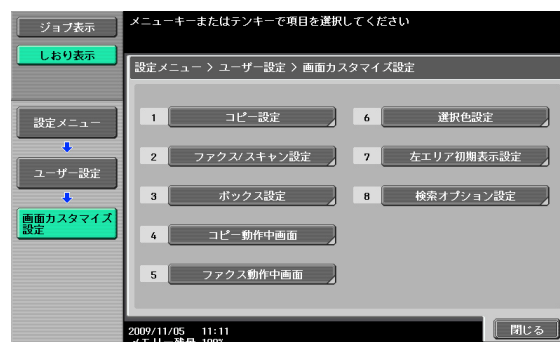 ジョブ表示
メニューキーまたはテンキーで項目を選択してください
しおり表示
設定メニュー > ユーザー設定 > 画面カスタマイズ設定
設定メニュー
ユーザー設定
画面カスタマイズ
設定
1 コピー設定
2 ファクス/スキャン設定
3 ボックス設定
4 コピー動作中画面
5 ファクス動作中画面
6 選択色設定
7 左エリア初期表示設定
8 検索オプション設定
2009/11/05 11:11
メモリー残量 100%
閉じる